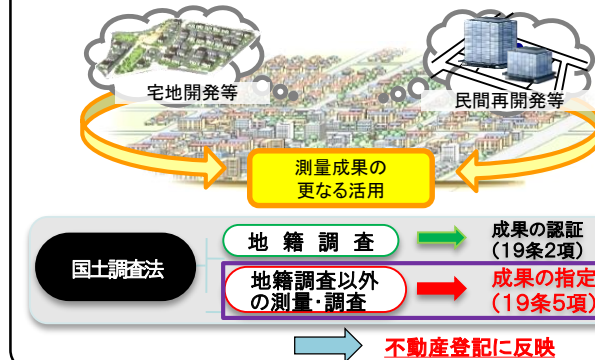 宅地開発等
民間再開発等
測量成果の
更なる活用
国土調査法
地籍調査
成果の認証
(19条2項)
地籍調査以外
の測量・調査
成果の指定
(19条5項)
不動産登記に反映